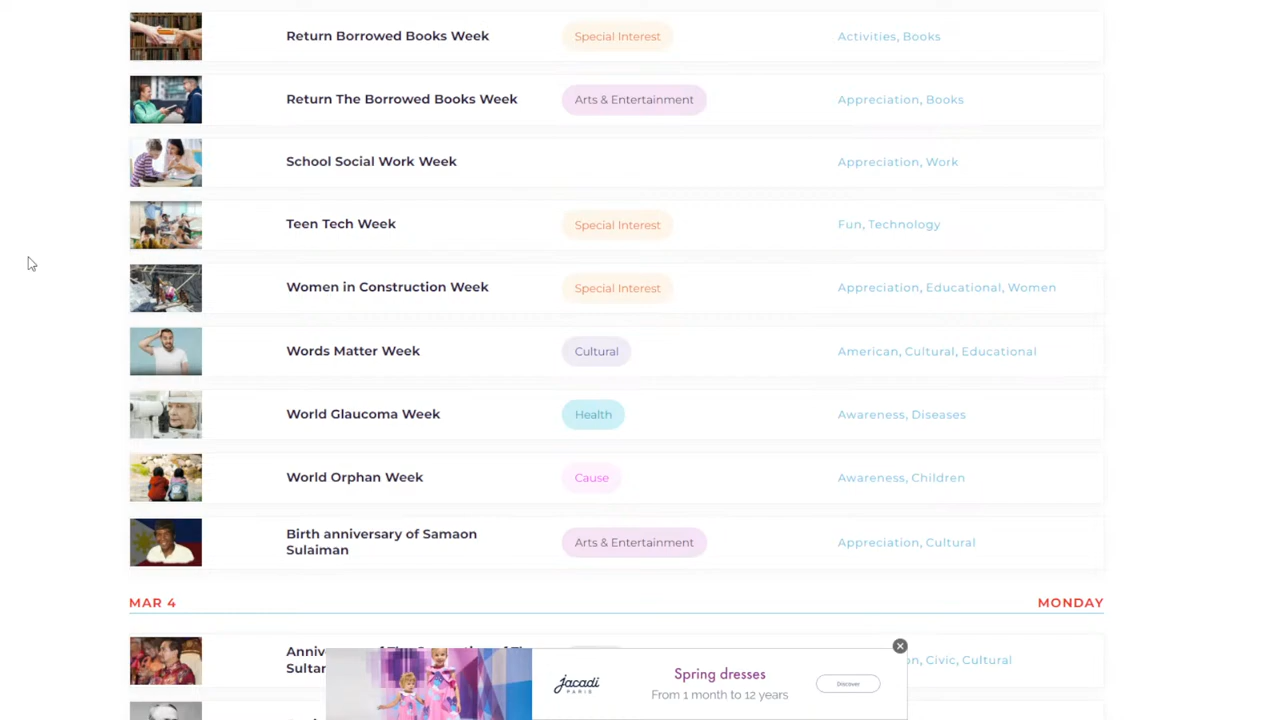 Return Borrowed Books Week Special Interest Activities, Books
Return The Borrowed Books Week Arts & Entertainment Appreciation, Books
School Social Work Week Appreciation, Work
Teen Tech Week Special Interest Fun, Technology
Women in Construction Week Special Interest Appreciation, Educational, Women
Words Matter Week Cultural American, Cultural, Educational
World Glaucoma Week Health Awareness, Diseases
World Orphan Week Cause Awareness, Children
Birth anniversary of Samaon
Sulaiman Arts & Entertainment Appreciation, Cultural
MAR 4 MONDAY
Civic, Cultural
Jacadi
PARIS
Spring dresses
From 1 month to 12 years
Discover